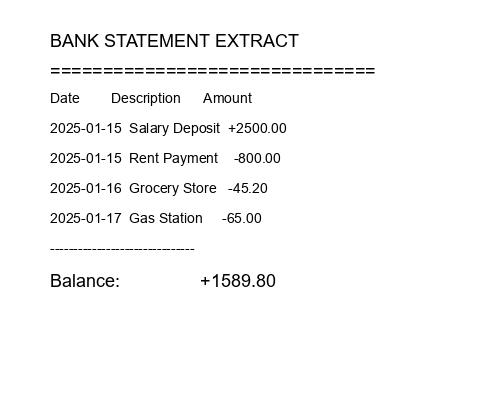 BANK STATEMENT EXTRACT
===============================
Date Description Amount
2025-01-15 Salary Deposit +2500.00
2025-01-15 Rent Payment -800.00
2025-01-16 Grocery Store -45.20
2025-01-17 Gas Station -65.00
-------------------------------
Balance: +1589.80